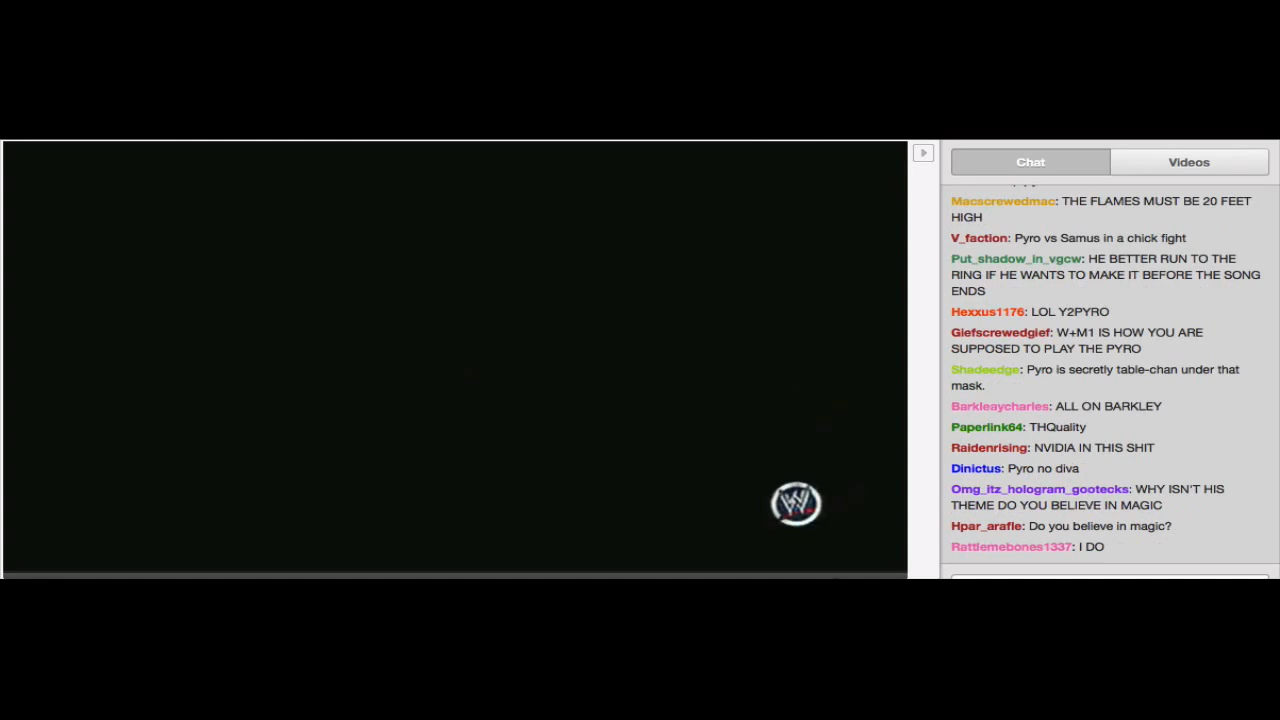 Chat
Videos
Macscrewedmac: THE FLAMES MUST BE 20 FEET
HIGH
V_faction: Pyro vs Samus in a chick fight
Put_shadow_in_vgcw: HE BETTER RUN TO THE
RING IF HE WANTS TO MAKE IT BEFORE THE SONG
ENDS
Hexxus1176: LOL Y2PYRO
Giefscrewedgief: W+M1 IS HOW YOU ARE
SUPPOSED TO PLAY THE PYRO
Shadeedge: Pyro is secretly table-chan under that
mask.
Barkleaycharles: ALL ON BARKLEY
Paperlink64: THQuality
Raidenrising: NVIDIA IN THIS SHIT
Dinictus: Pyro no diva
Omg_itz_hologram_gootecks: WHY ISN'T HIS
THEME DO YOU BELIEVE IN MAGIC
Hpar_arafle: Do you believe in magic?
Rattlemebones1337: I DO
W